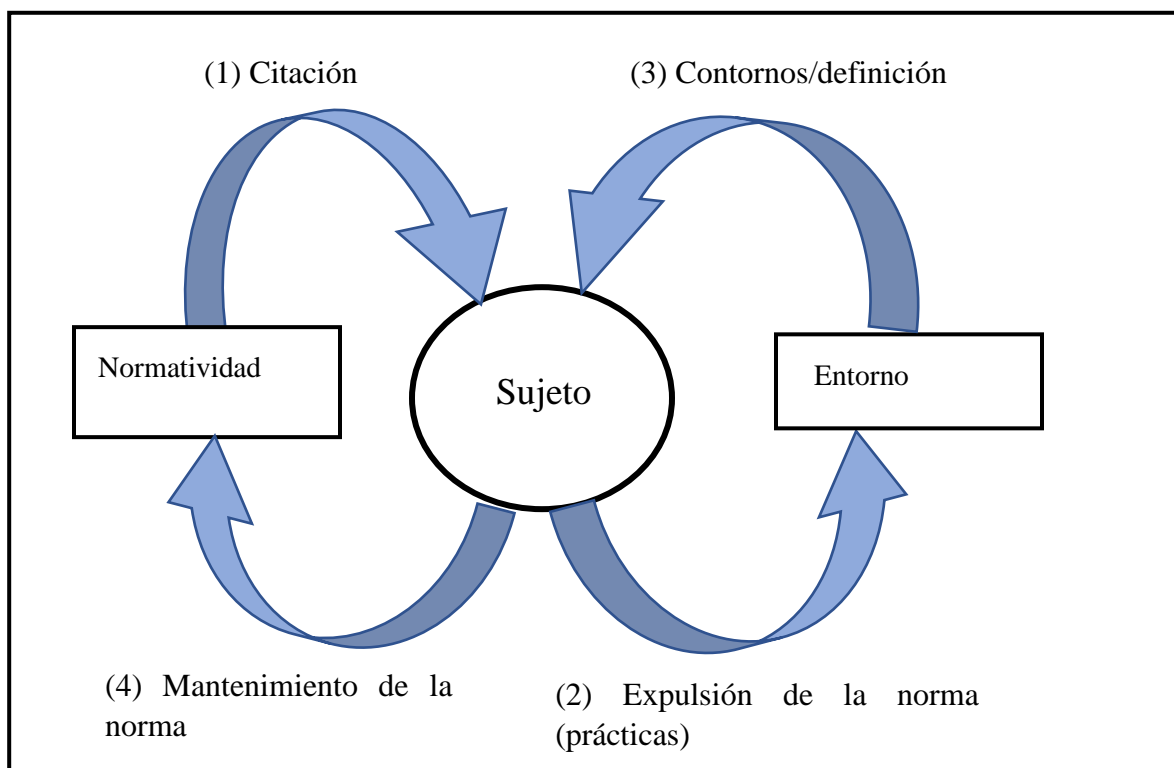 (1) Citación
(3) Contornos/definición
Normatividad
Sujeto
Entorno
(4) Mantenimiento de la
norma
(2) Expulsión de la norma
(prácticas)